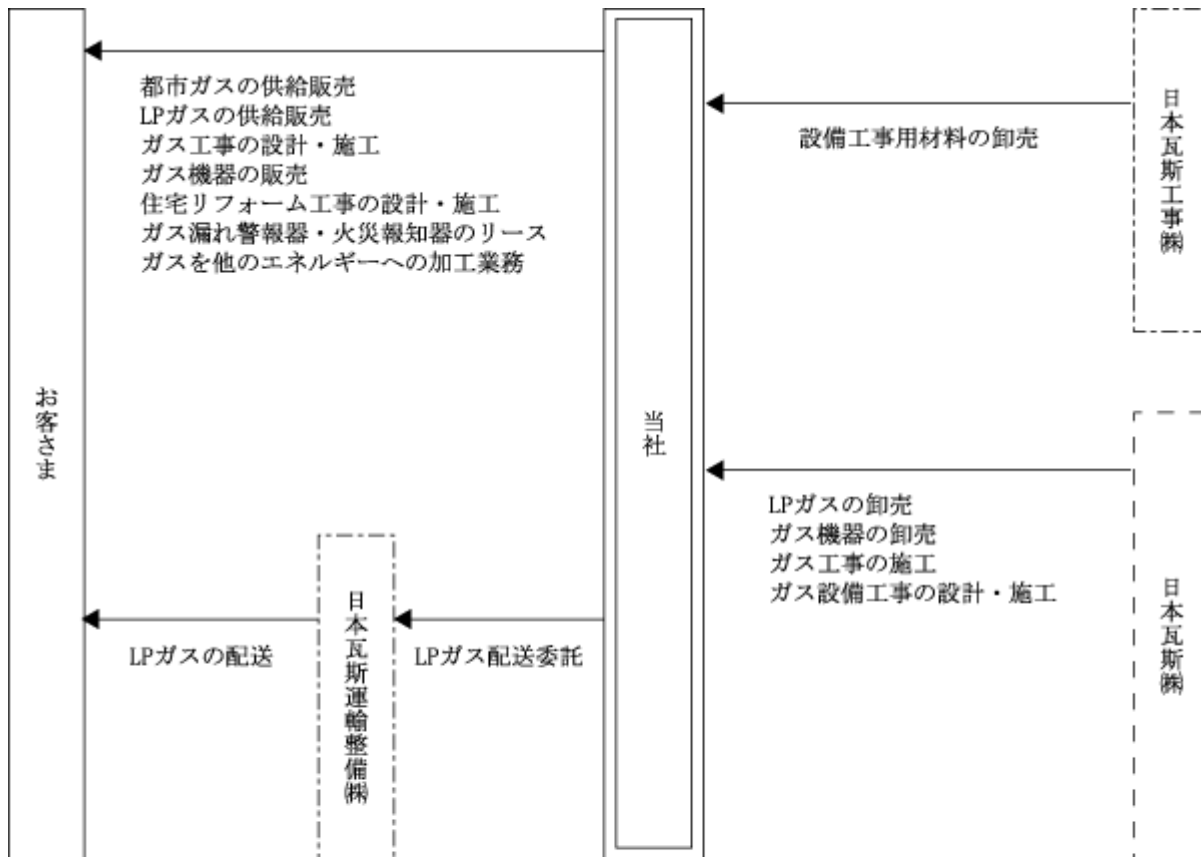 都市ガスの供給販売
LPガスの供給販売
ガス工事の設計・施工
ガス機器の販売
住宅リフォーム工事の設計・施工
ガス漏れ警報器・火災報知器のリース
ガスを他のエネルギーへの加工業務
設備工事用材料の卸売
日本瓦斯工事㈱
お客さま
当社
LPガスの卸売
ガス機器の卸売
ガス工事の施工
ガス設備工事の設計・施工
日本瓦斯㈱
LPガスの配送
日本瓦斯運輸整備㈱
LPガス配送委託